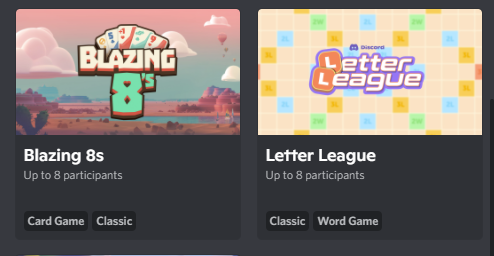 BLAZING
8's
Discord
Letter
League
Blazing 8s
Up to 8 participants
Card Game
Classic
Letter League
Up to 8 participants
Classic
Word Game